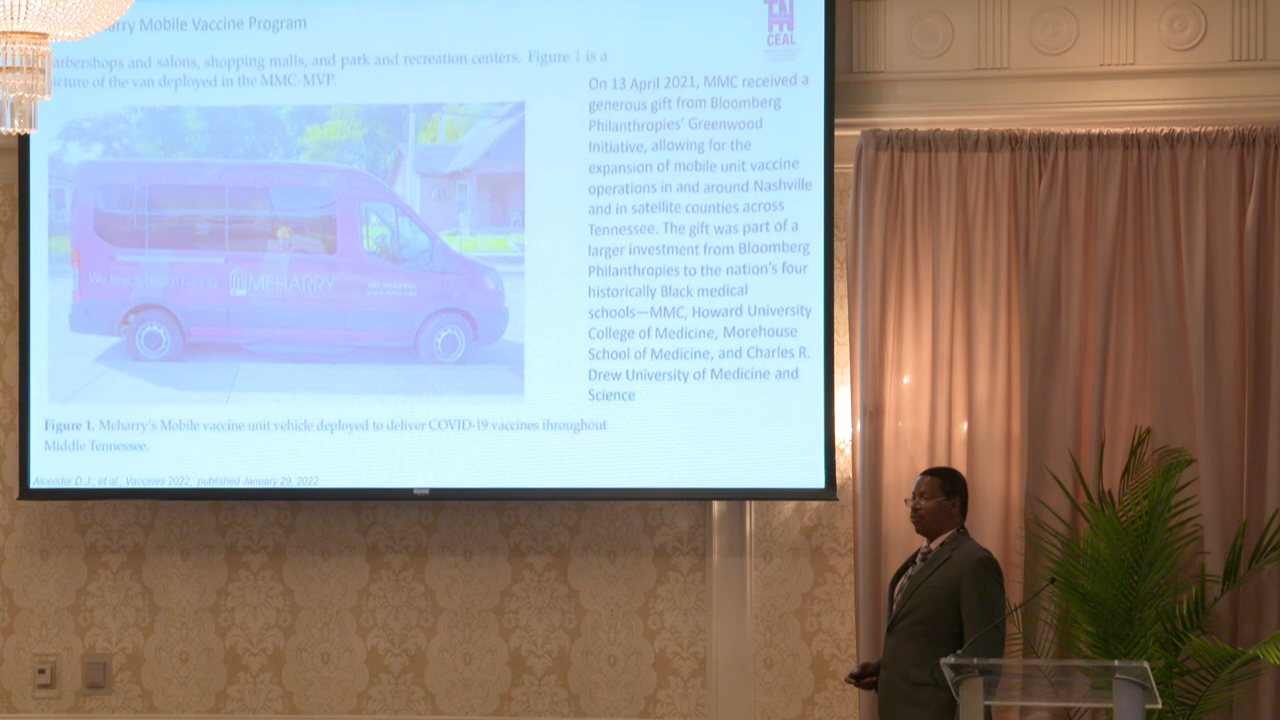 arry Mobile Vaccine Program
TN
CEAL
arbershops and salons, shopping malls, and park and recreation centers. Figure 1 is a
icture of the van deployed in the MMC-MVP.
On 13 April 2021, MMC received a
generous gift from Bloomberg
Philanthropies' Greenwood
Initiative, allowing for the
expansion of mobile unit vaccine
operations in and around Nashville
and in satellite counties across
Tennessee. The gift was part of a
larger investment from Bloomberg
Philanthropies to the nation's four
historically Black medical
schools—MMC, Howard University
College of Medicine, Morehouse
School of Medicine, and Charles R.
Drew University of Medicine and
Science
MEHARRY
Figure 1. Meharry's Mobile vaccine unit vehicle deployed to deliver COVID-19 vaccines throughout
Middle Tennessee.
Alcendor D.J., et al., Vaccines 2022, published January 29, 2022